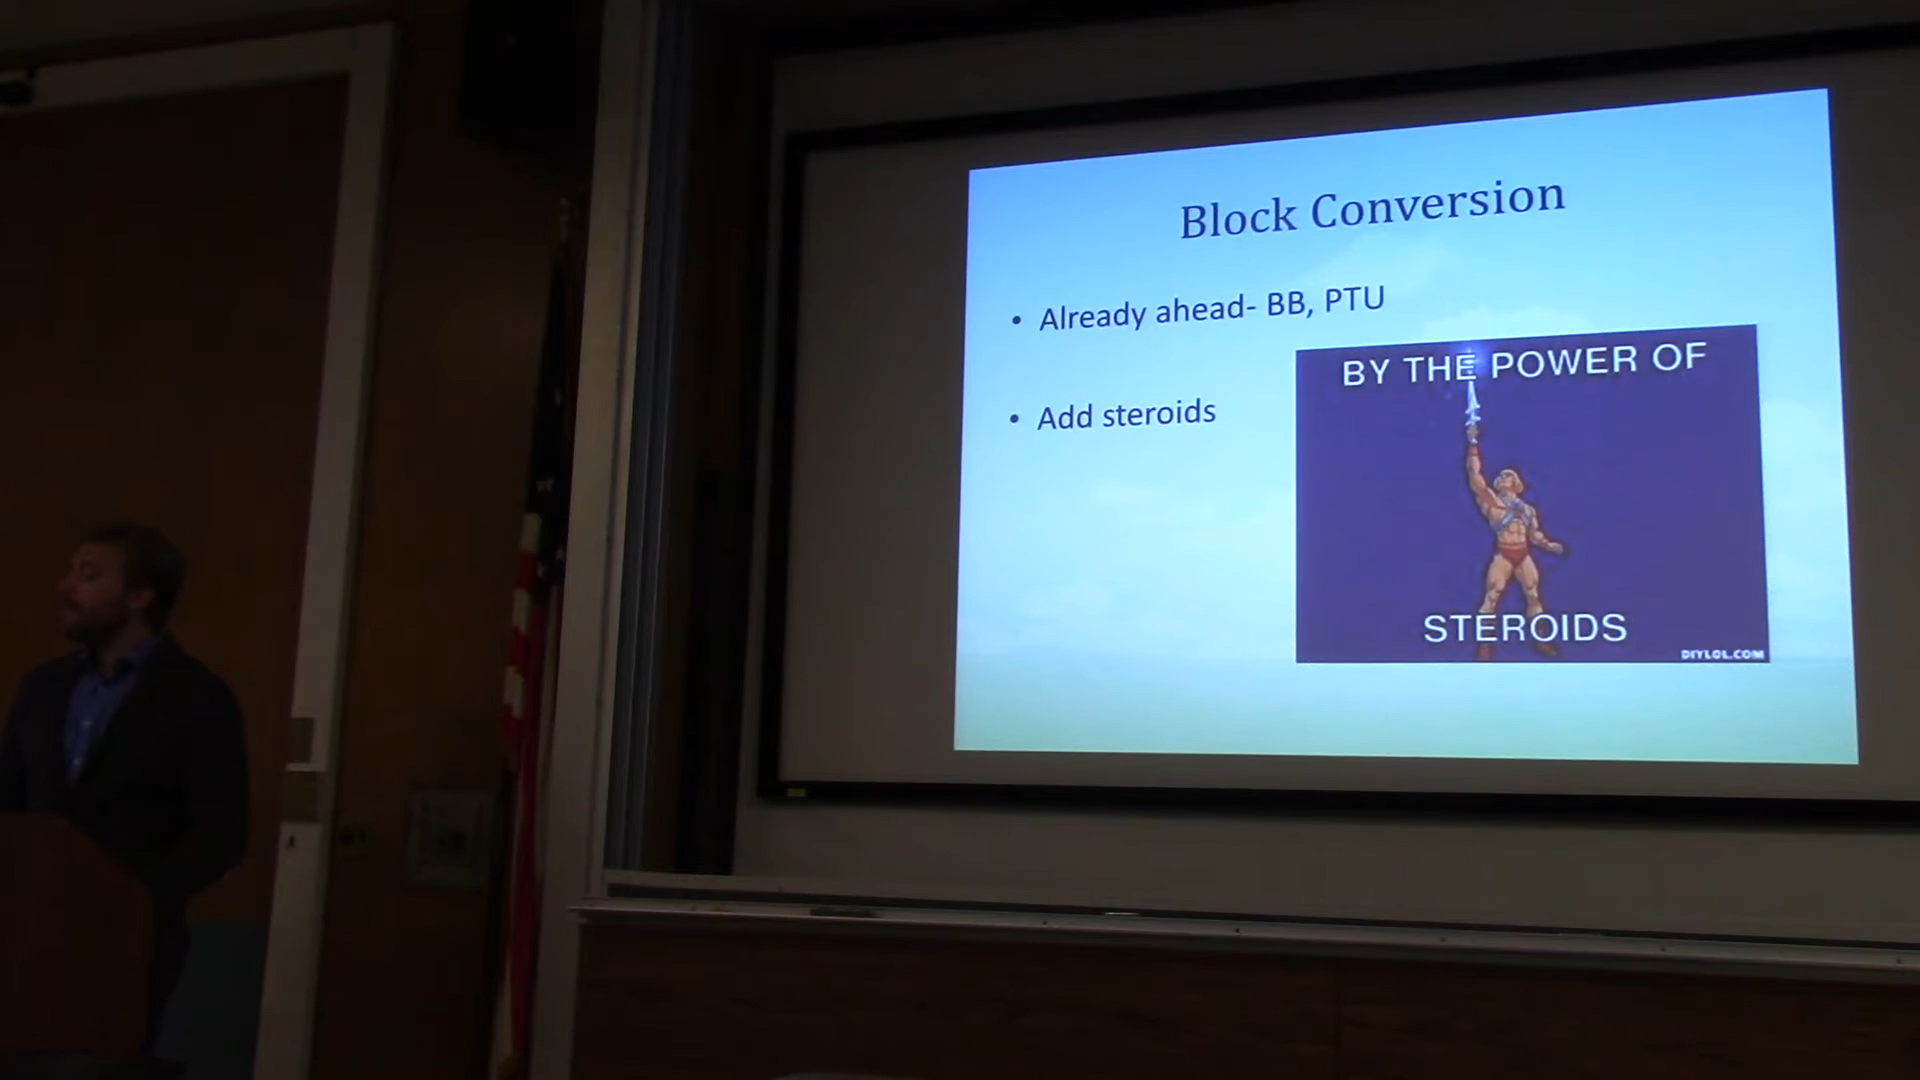 Block Conversion
• Already ahead- BB, PTU
• Add steroids
BY THE POWER OF
STEROIDS
DIYLOL.COM